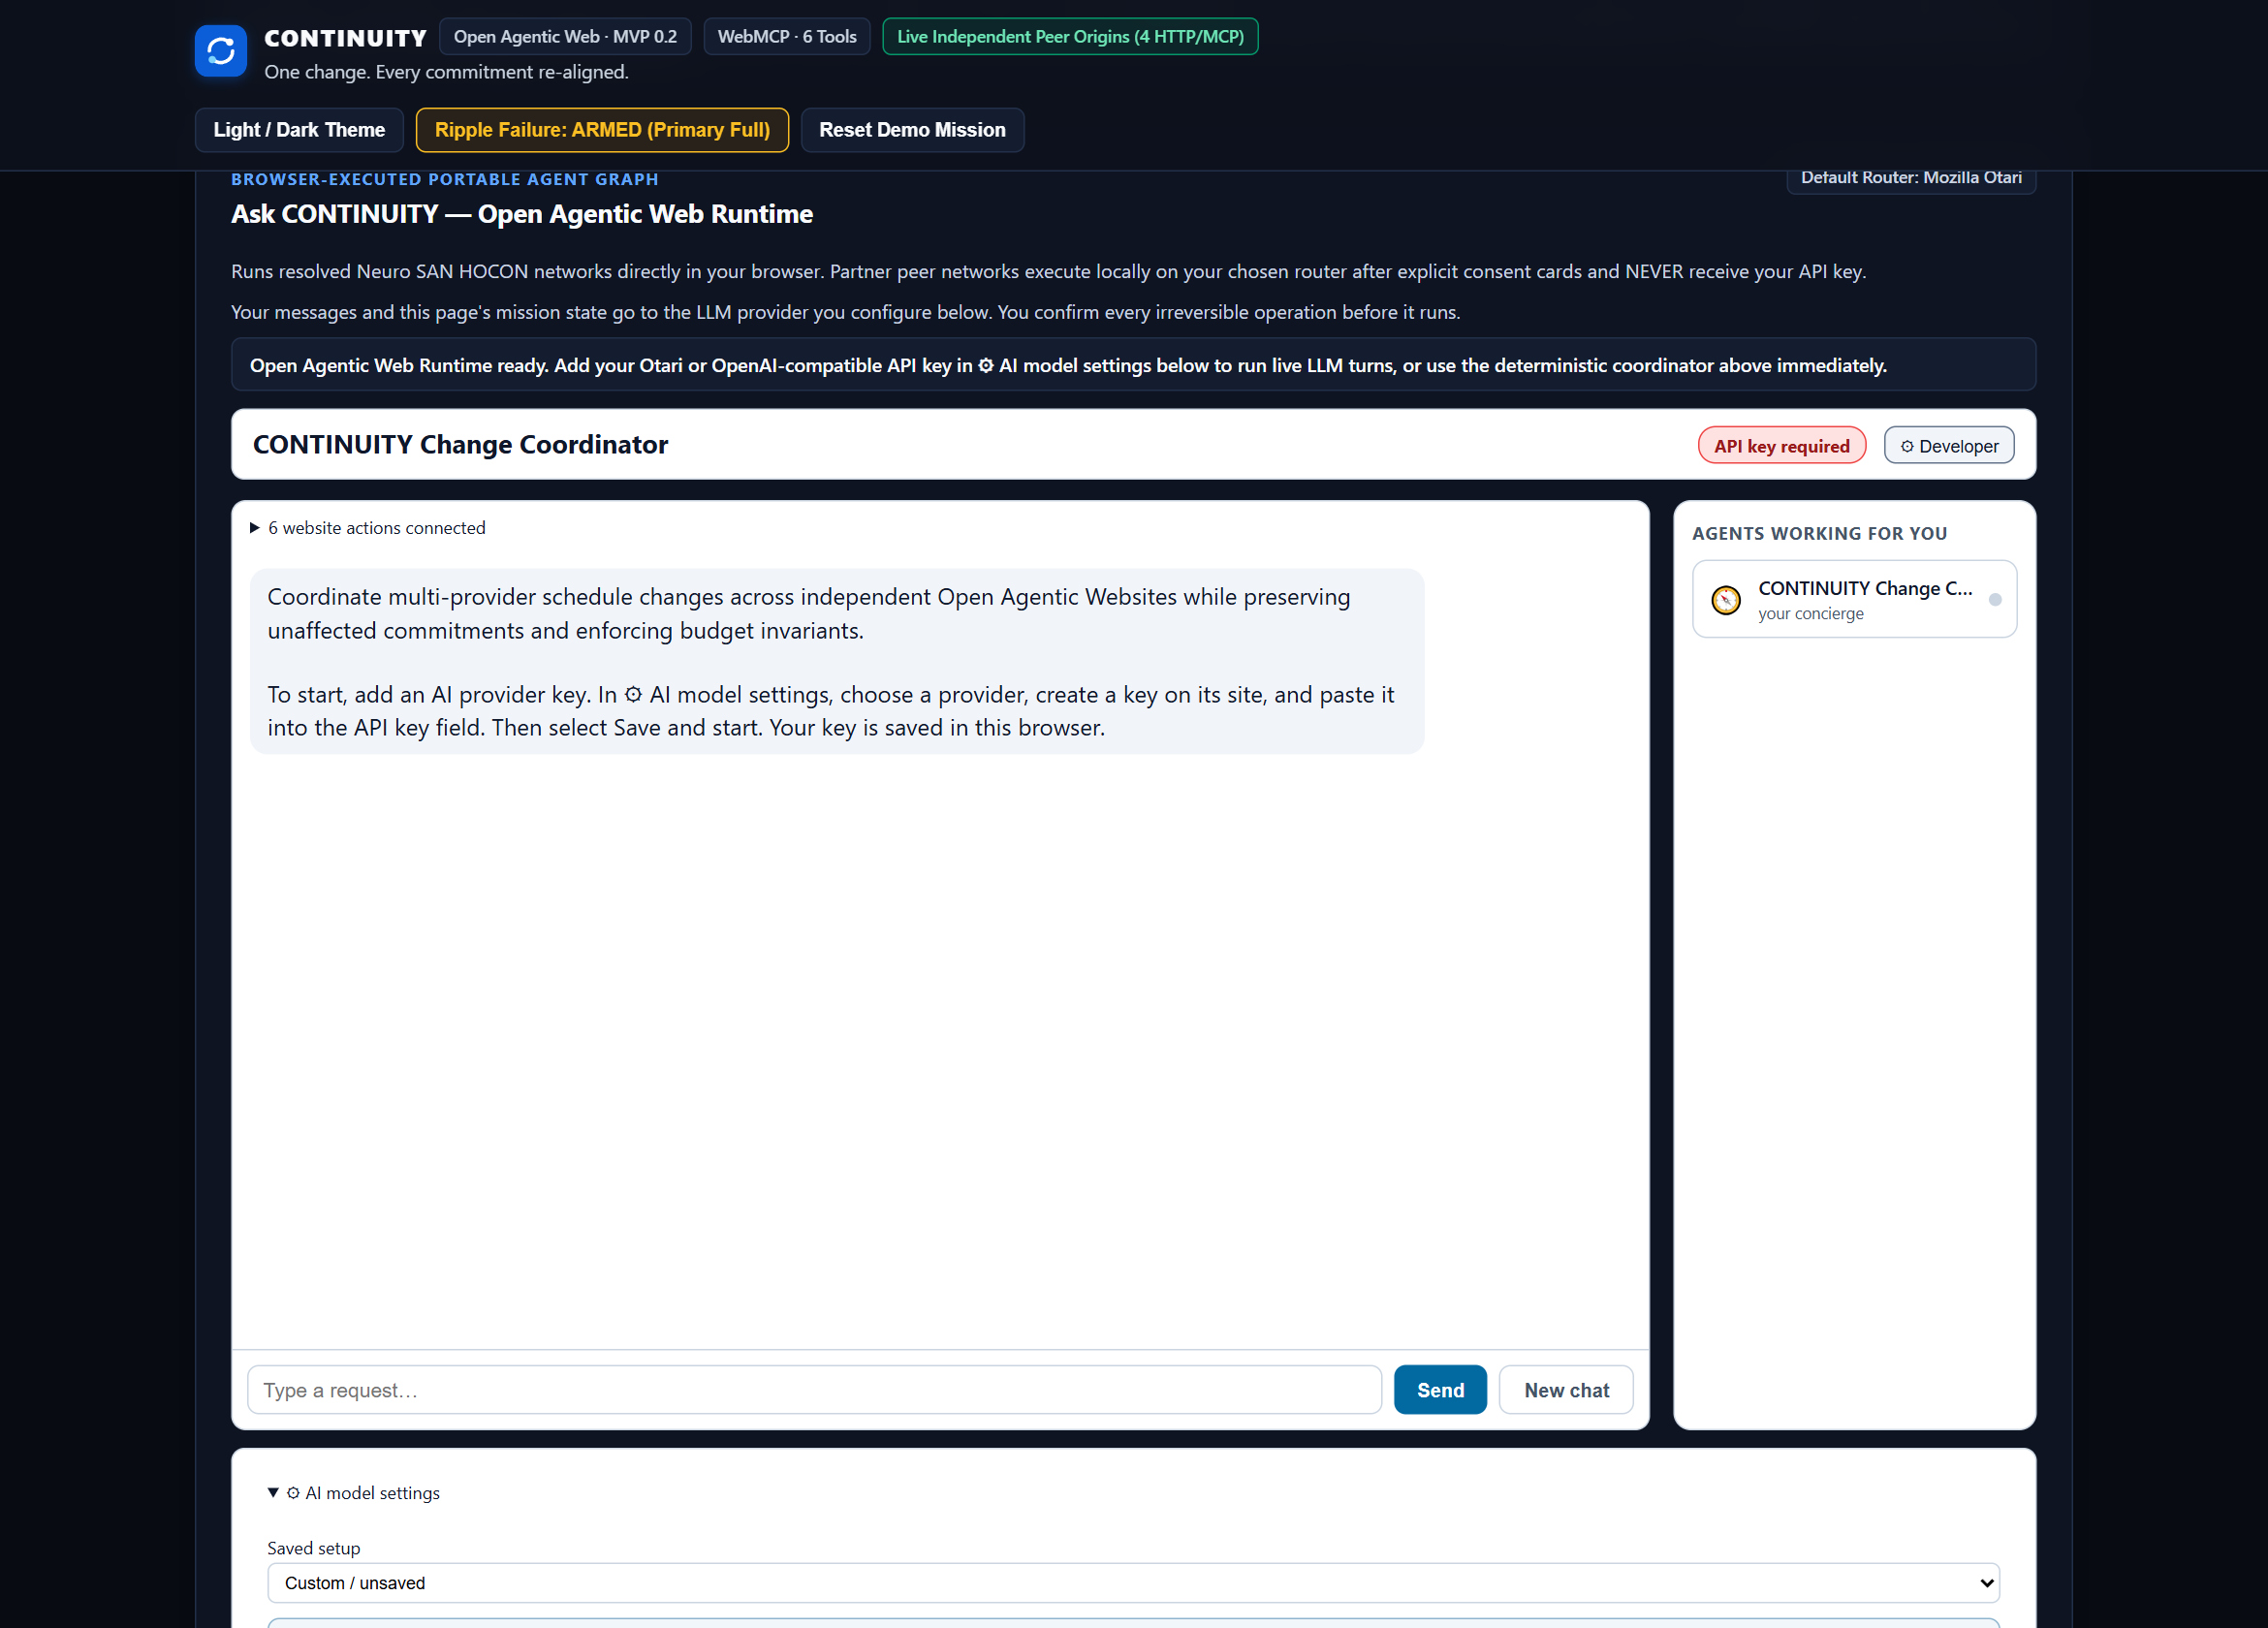 CONTINUITY
Open Agentic Web · MVP 0.2
WebMCP · 6 Tools
Live Independent Peer Origins (4 HTTP/MCP)
One change. Every commitment re-aligned.
Light / Dark Theme
Ripple Failure: ARMED (Primary Full)
Reset Demo Mission
BROWSER-EXECUTED PORTABLE AGENT GRAPH
Default Router: Mozilla Otari
Ask CONTINUITY — Open Agentic Web Runtime
Runs resolved Neuro SAN HOCON networks directly in your browser. Partner peer networks execute locally on your chosen router after explicit consent cards and NEVER receive your API key.
Your messages and this page's mission state go to the LLM provider you configure below. You confirm every irreversible operation before it runs.
Open Agentic Web Runtime ready. Add your Otari or OpenAI-compatible API key in ⚙ AI model settings below to run live LLM turns, or use the deterministic coordinator above immediately.
CONTINUITY Change Coordinator
API key required
⚙ Developer
▶ 6 website actions connected
Coordinate multi-provider schedule changes across independent Open Agentic Websites while preserving
unaffected commitments and enforcing budget invariants.
To start, add an AI provider key. In ⚙ AI model settings, choose a provider, create a key on its site, and paste it
into the API key field. Then select Save and start. Your key is saved in this browser.
AGENTS WORKING FOR YOU
CONTINUITY Change C...
your concierge
Type a request…
Send
New chat
▼ ⚙ AI model settings
Saved setup
Custom / unsaved